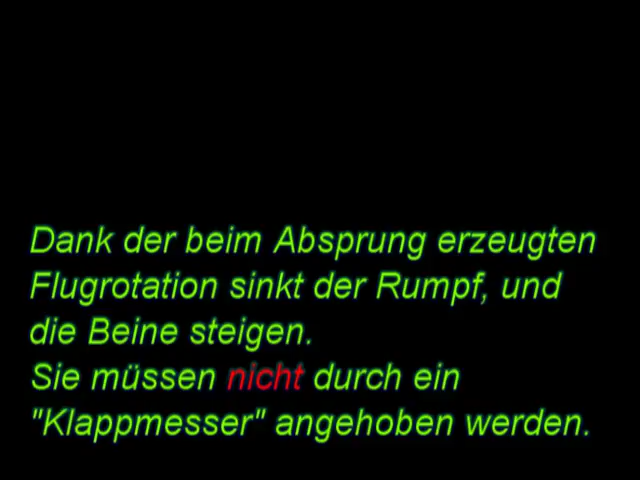 Dank der beim Absprung erzeugten
Flugrotation sinkt der Rumpf, und
die Beine steigen.
Sie müssen nicht durch ein
"Klappmesser" angehoben werden.